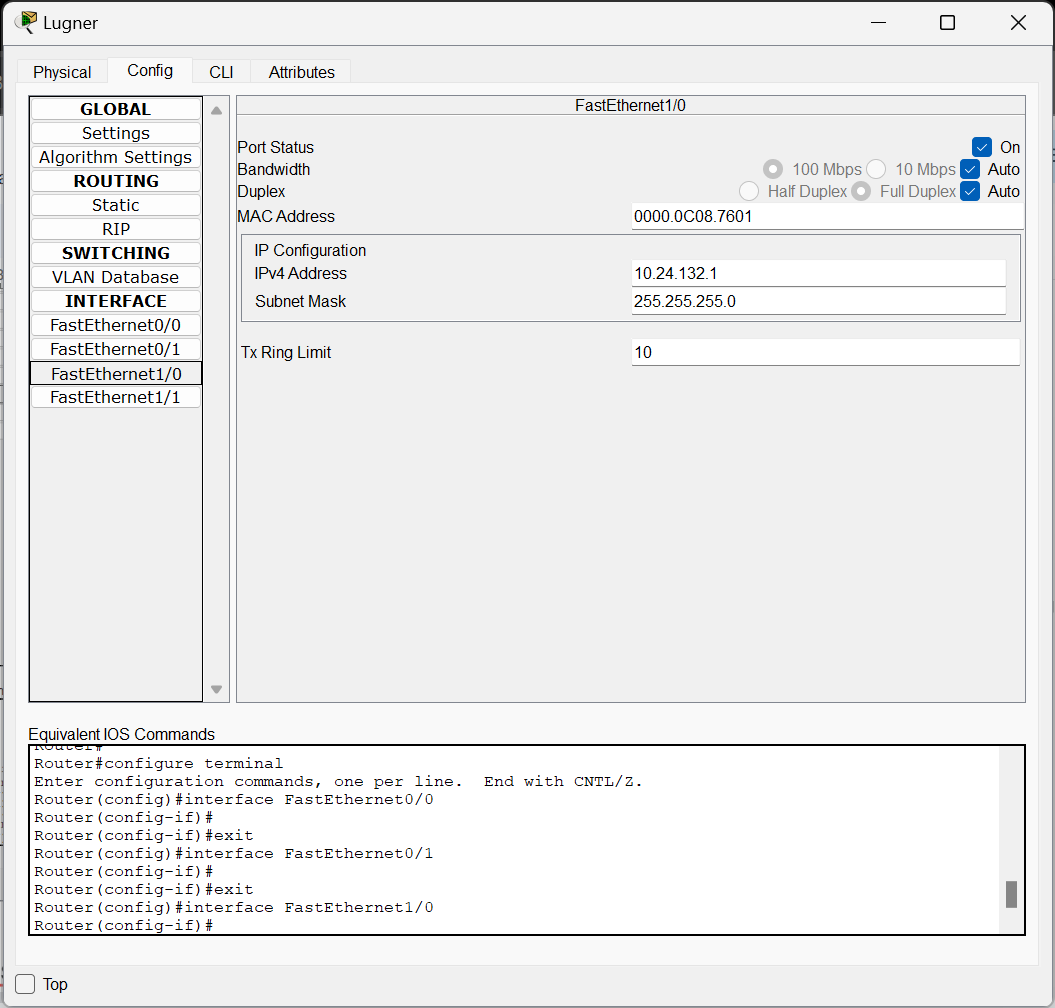 Lugner
Physical Config CLI Attributes
GLOBAL
Settings
Algorithm Settings
ROUTING
Static
RIP
SWITCHING
VLAN Database
INTERFACE
FastEthernet0/0
FastEthernet0/1
FastEthernet1/0
FastEthernet1/1
FastEthernet1/0
Port Status On
Bandwidth 100 Mbps 10 Mbps Auto
Duplex Half Duplex Full Duplex Auto
MAC Address 0000.0C08.7601
IP Configuration
IPv4 Address 10.24.132.1
Subnet Mask 255.255.255.0
Tx Ring Limit 10
Equivalent IOS Commands
Router#
Router#configure terminal
Enter configuration commands, one per line.  End with CNTL/Z.
Router(config)#interface FastEthernet0/0
Router(config-if)#
Router(config-if)#exit
Router(config)#interface FastEthernet0/1
Router(config-if)#
Router(config-if)#exit
Router(config)#interface FastEthernet1/0
Router(config-if)#
Top